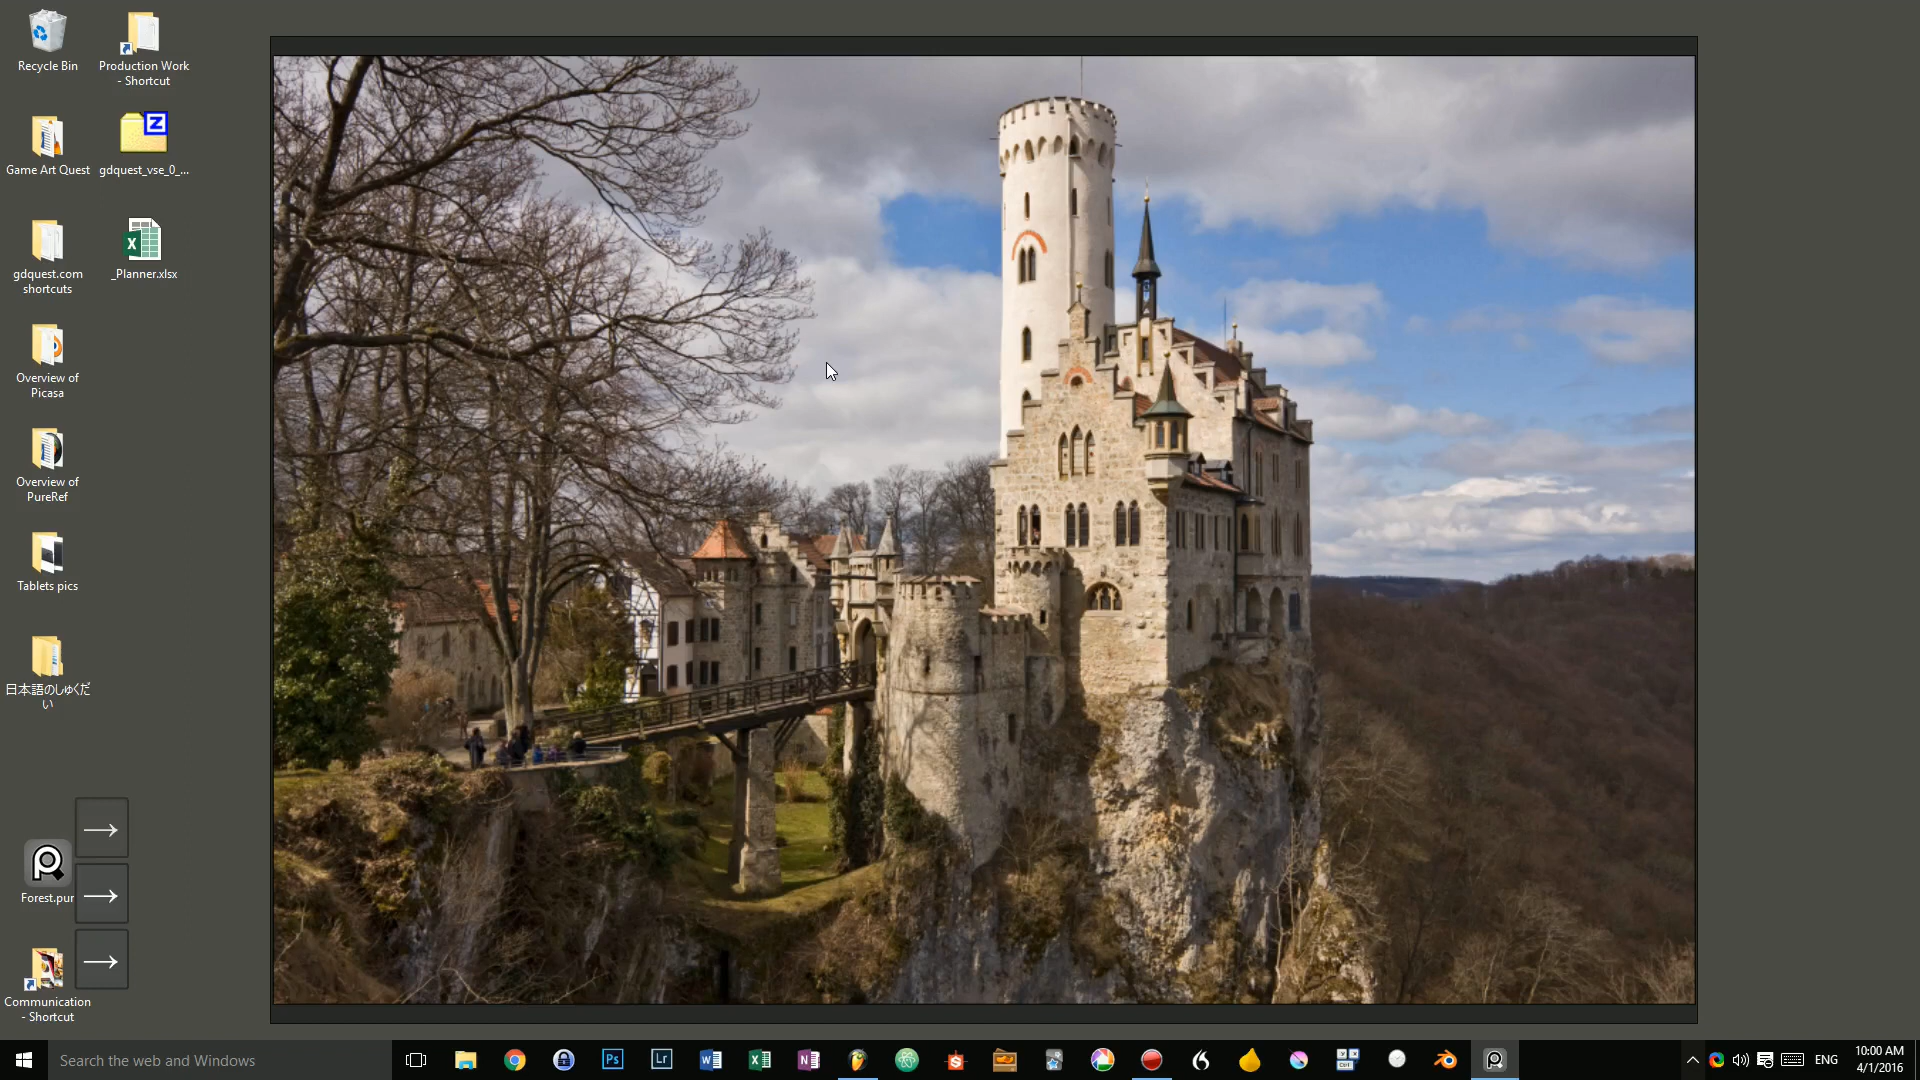 Recycle Bin
Production Work
- Shortcut
Game Art Quest
gdquest_vse_0_...
gdquest.com
shortcuts
_Planner.xlsx
Overview of
Picasa
Overview of
PureRef
Tablets pics
日本語のしゅくだ
い
Forest.pur
Communication
- Shortcut
Search the web and Windows
Ps
Lr
ENG
10:00 AM
4/1/2016